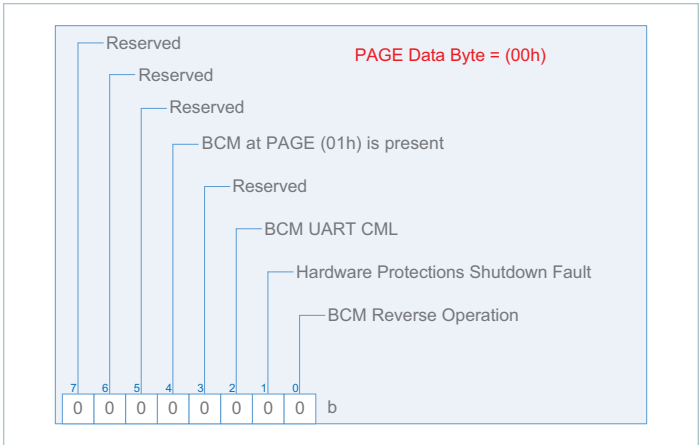 Reserved
PAGE Data Byte = (00h)
Reserved
Reserved
BCM at PAGE (01h) is present
Reserved
BCM UART CML
Hardware Protections Shutdown Fault
BCM Reverse Operation
7 6 5 4 3 2 1 0
0 0 0 0 0 0 0 0 b